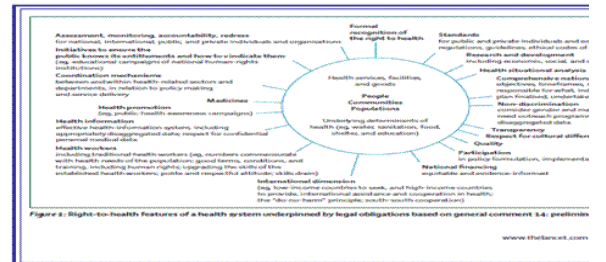 Formal
recognition of
the right to health
Assessment, monitoring, accountability, redress
for national, international, public, and private individuals and organisations
Initiatives to ensure the
public knows its entitlements and how to vindicate them
(eg, educational campaigns of national human-rights
institutions)
Coordination mechanisms
between and within health-related sectors and
departments, in relation to policy making
and service delivery
Medicines
Health promotion
(eg, public-health awareness campaigns)
Health information
effective health-information system, including
appropriately disaggregated data; respect for confidential
personal medical data
Health workers
including traditional health workers (eg, numbers commensurate
with health needs of the population; good terms, conditions, and
training, including human rights; upgrading the skills of the
established health workers; polite and respectful attitude; skills drain)
International dimension
(eg, low-income countries to seek, and high-income countries
to provide, international assistance and cooperation in health;
the "do-no-harm" principle; south-south cooperation)
Health services, facilities,
and goods
People
Communities
Populations
Underlying determinants of
health (eg, water, sanitation, food,
shelter, and education)
Standards
for public and private individuals and
regulations, guidelines, ethical codes of
Research and development
including economic, social, and
Health situational analysis
Comprehensive
objectives, timeframes,
responsible for what,
plan finalised, undertake
Non-discrimination
consider gender and
need outreach programme
disaggregated data
Transparency
Respect for cultural
Quality
Participation
in policy formulation,
National financing
equitable and evidence-informed
Figure 1: Right-to-health features of a health system underpinned by legal obligations based on general comment 14:
www.thelancet.com